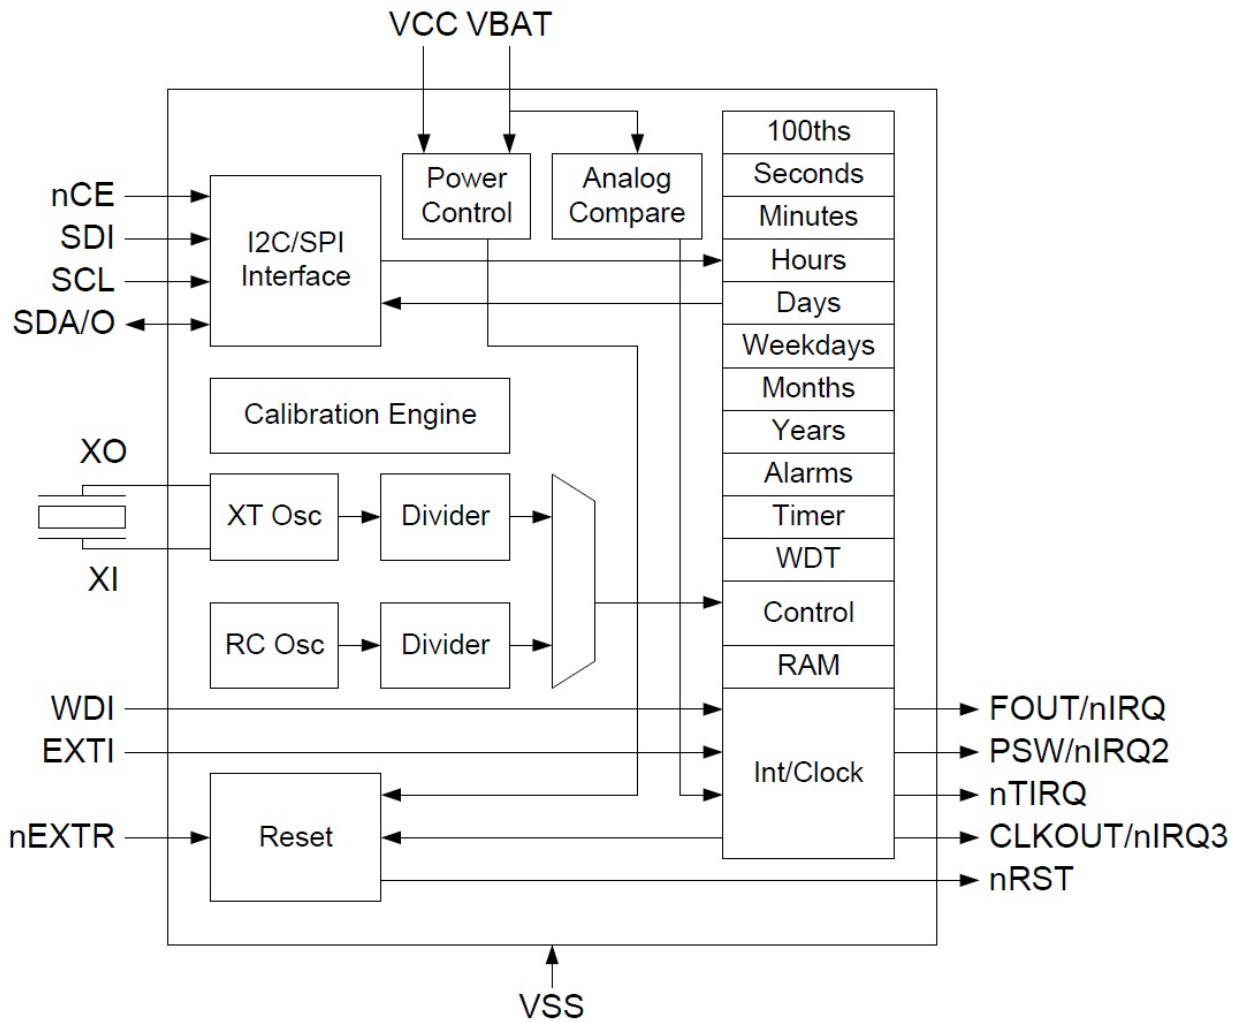 VCC VBAT
nCE
SDI
SCL
SDA/O
I2C/SPI
Interface
Power
Control
Analog
Compare
100ths
Seconds
Minutes
Hours
Days
Weekdays
Months
Years
Alarms
Timer
WDT
Control
RAM
Int/Clock
Calibration Engine
XO
XI
XT Osc
Divider
RC Osc
Divider
WDI
EXTI
nEXTR
Reset
FOUT/nIRQ
PSW/nIRQ2
nTIRQ
CLKOUT/nIRQ3
nRST
VSS